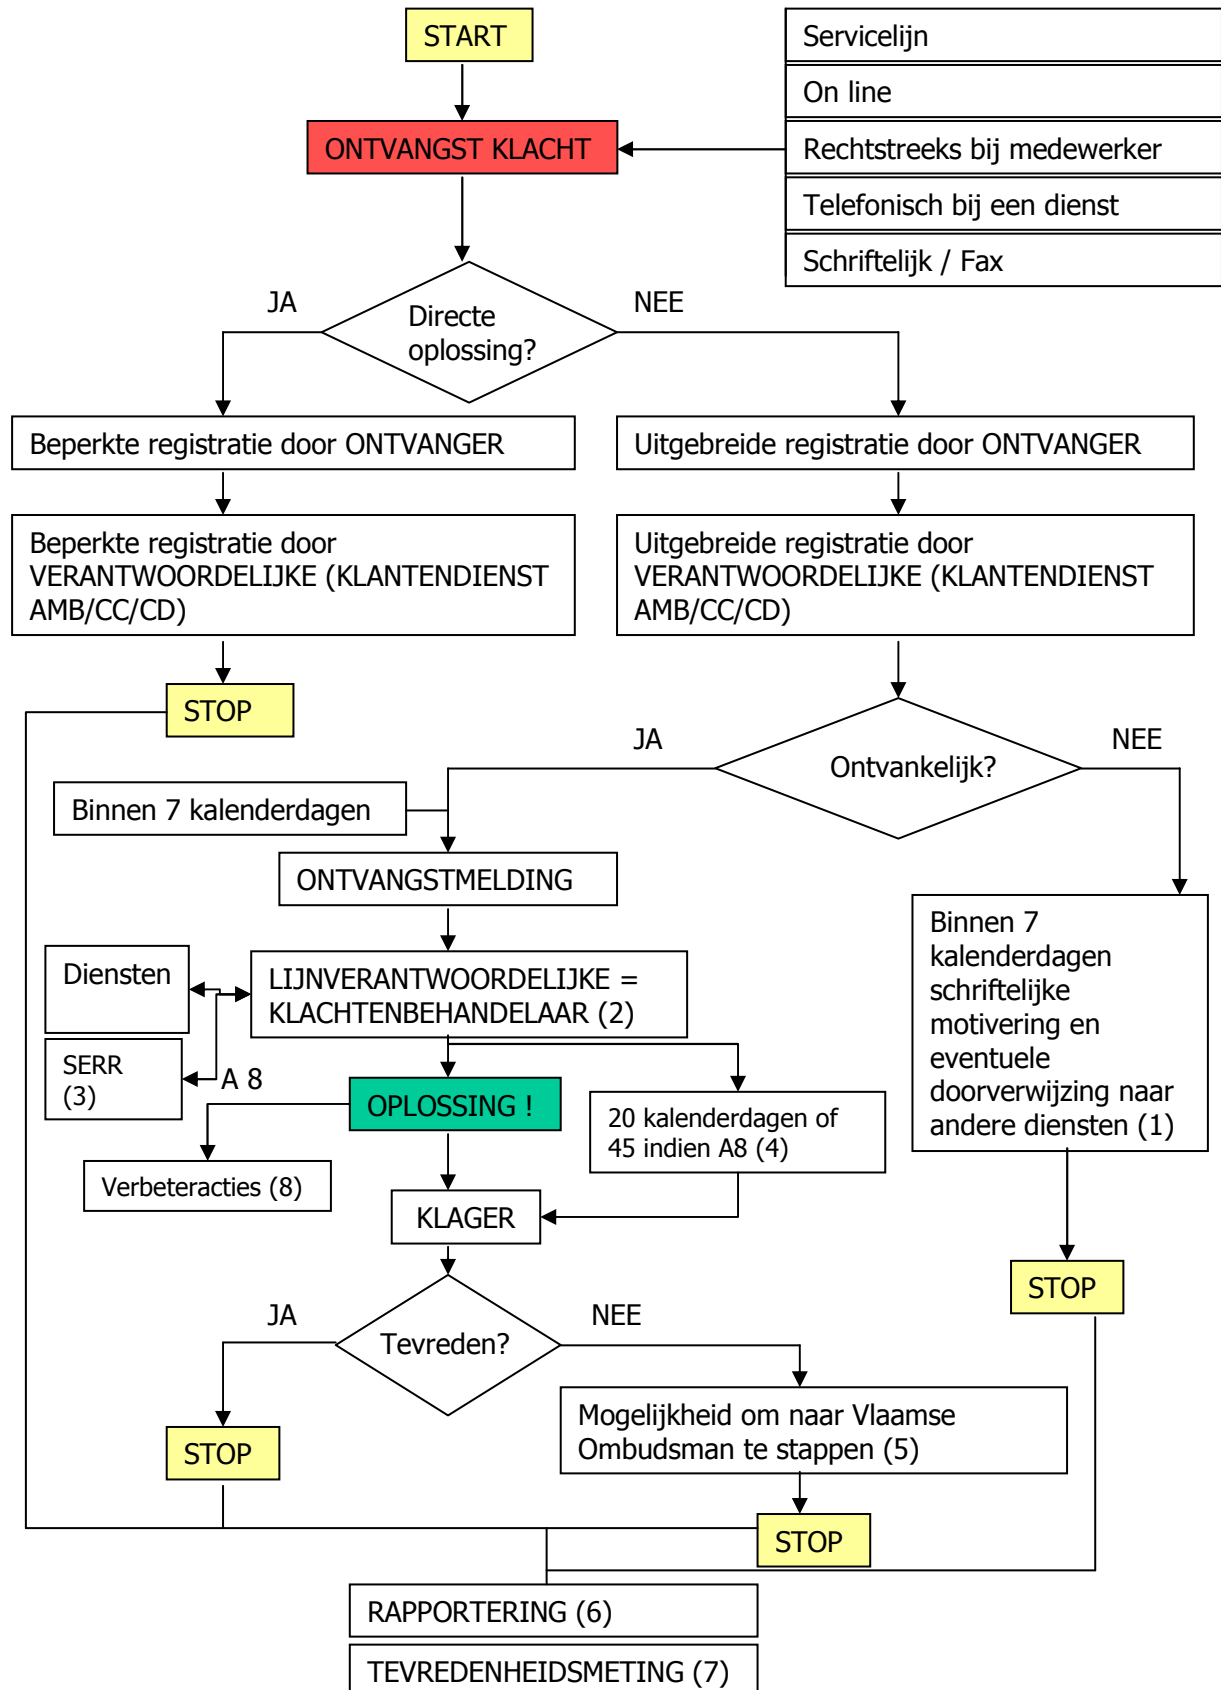 START
Servicelijn
On line
ONTVANGST KLACHT
Rechtstreeks bij medewerker
Telefonisch bij een dienst
Schriftelijk / Fax
JA
NEE
Directe
oplossing?
Beperkte registratie door ONTVANGER
Uitgebreide registratie door ONTVANGER
Beperkte registratie door
VERANTWOORDELIJKE (KLANTENDIENST
AMB/CC/CD)
Uitgebreide registratie door
VERANTWOORDELIJKE (KLANTENDIENST
AMB/CC/CD)
STOP
JA
NEE
Ontvankelijk?
Binnen 7 kalenderdagen
ONTVANGSTMELDING
Binnen 7
kalenderdagen
schriftelijke
motivering en
eventuele
doorverwijzing naar
andere diensten (1)
Diensten
LIJNVERANTWOORDELIJKE =
KLACHTENBEHANDELAAR (2)
SERR
(3)
A 8
OPLOSSING !
20 kalenderdagen of
45 indien A8 (4)
Verbeteracties (8)
KLAGER
STOP
JA
NEE
Tevreden?
Mogelijkheid om naar Vlaamse
Ombudsman te stappen (5)
STOP
STOP
RAPPORTERING (6)
TEVREDENHEIDSMETING (7)